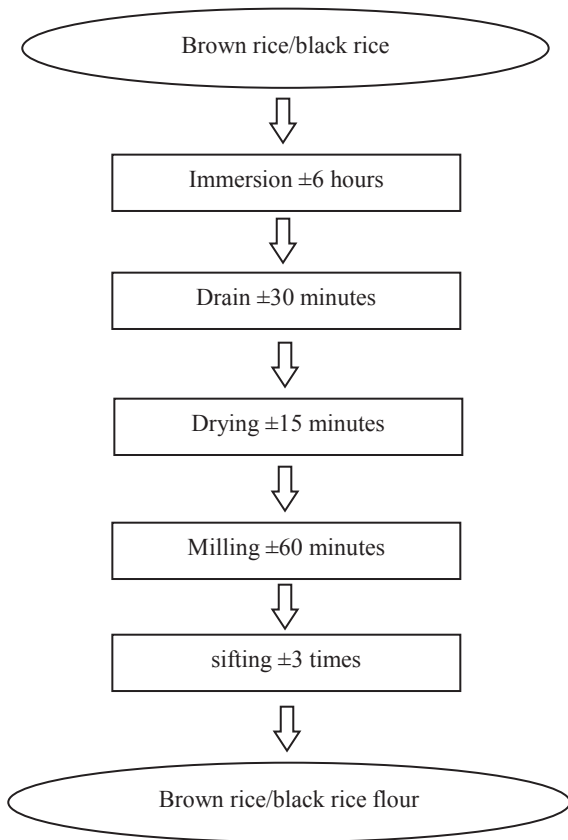 Brown rice/black rice
Immersion ±6 hours
Drain ±30 minutes
Drying ±15 minutes
Milling ±60 minutes
sifting ±3 times
Brown rice/black rice flour